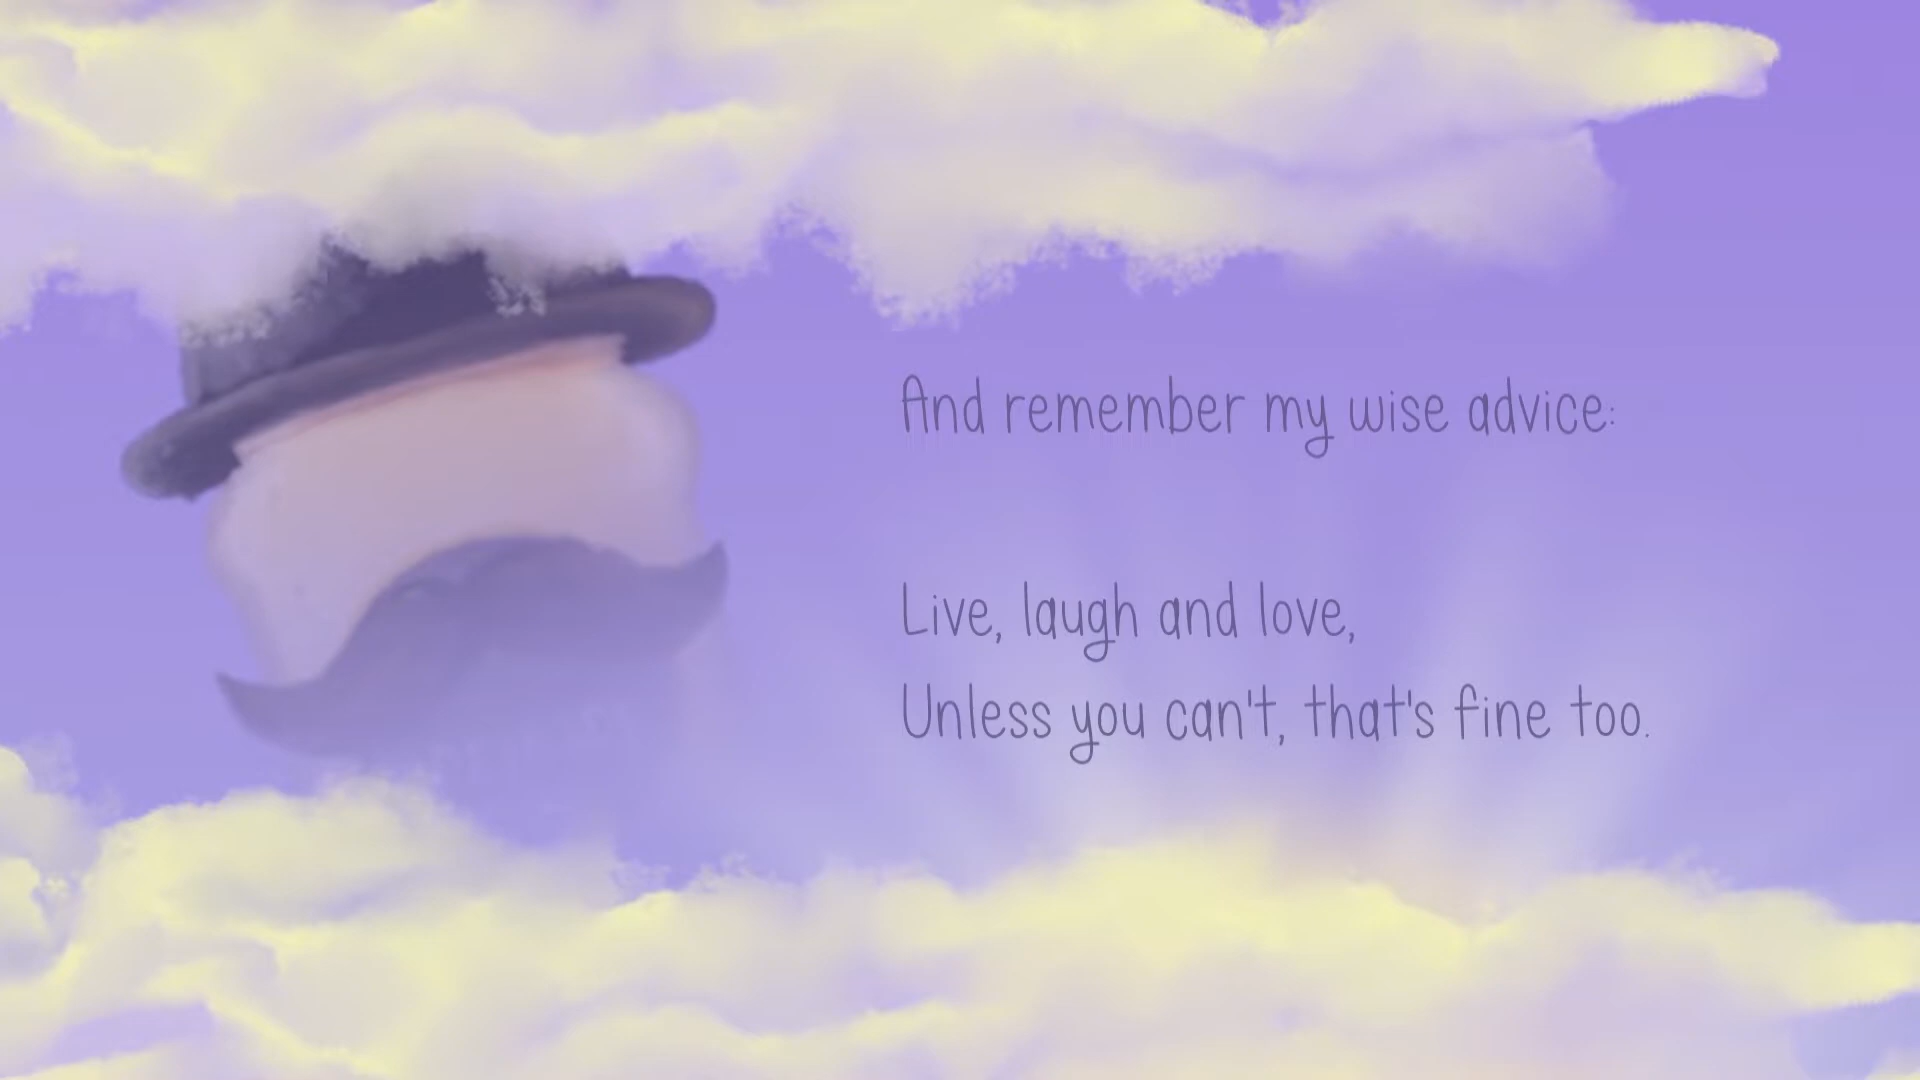 And remember my wise advice:
Live, laugh and love,
Unless you can't, that's fine too.